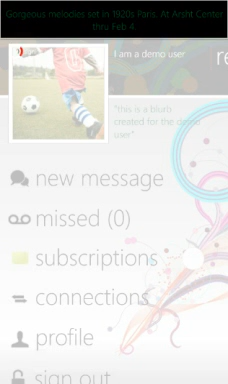 Gorgeous melodies set in 1920s Paris. At Arsht Center
thru Feb 4.
I am a demo user
re
"this is a blurb
created for the demo
user"
new message
missed (0)
subscriptions
connections
profile
sign out